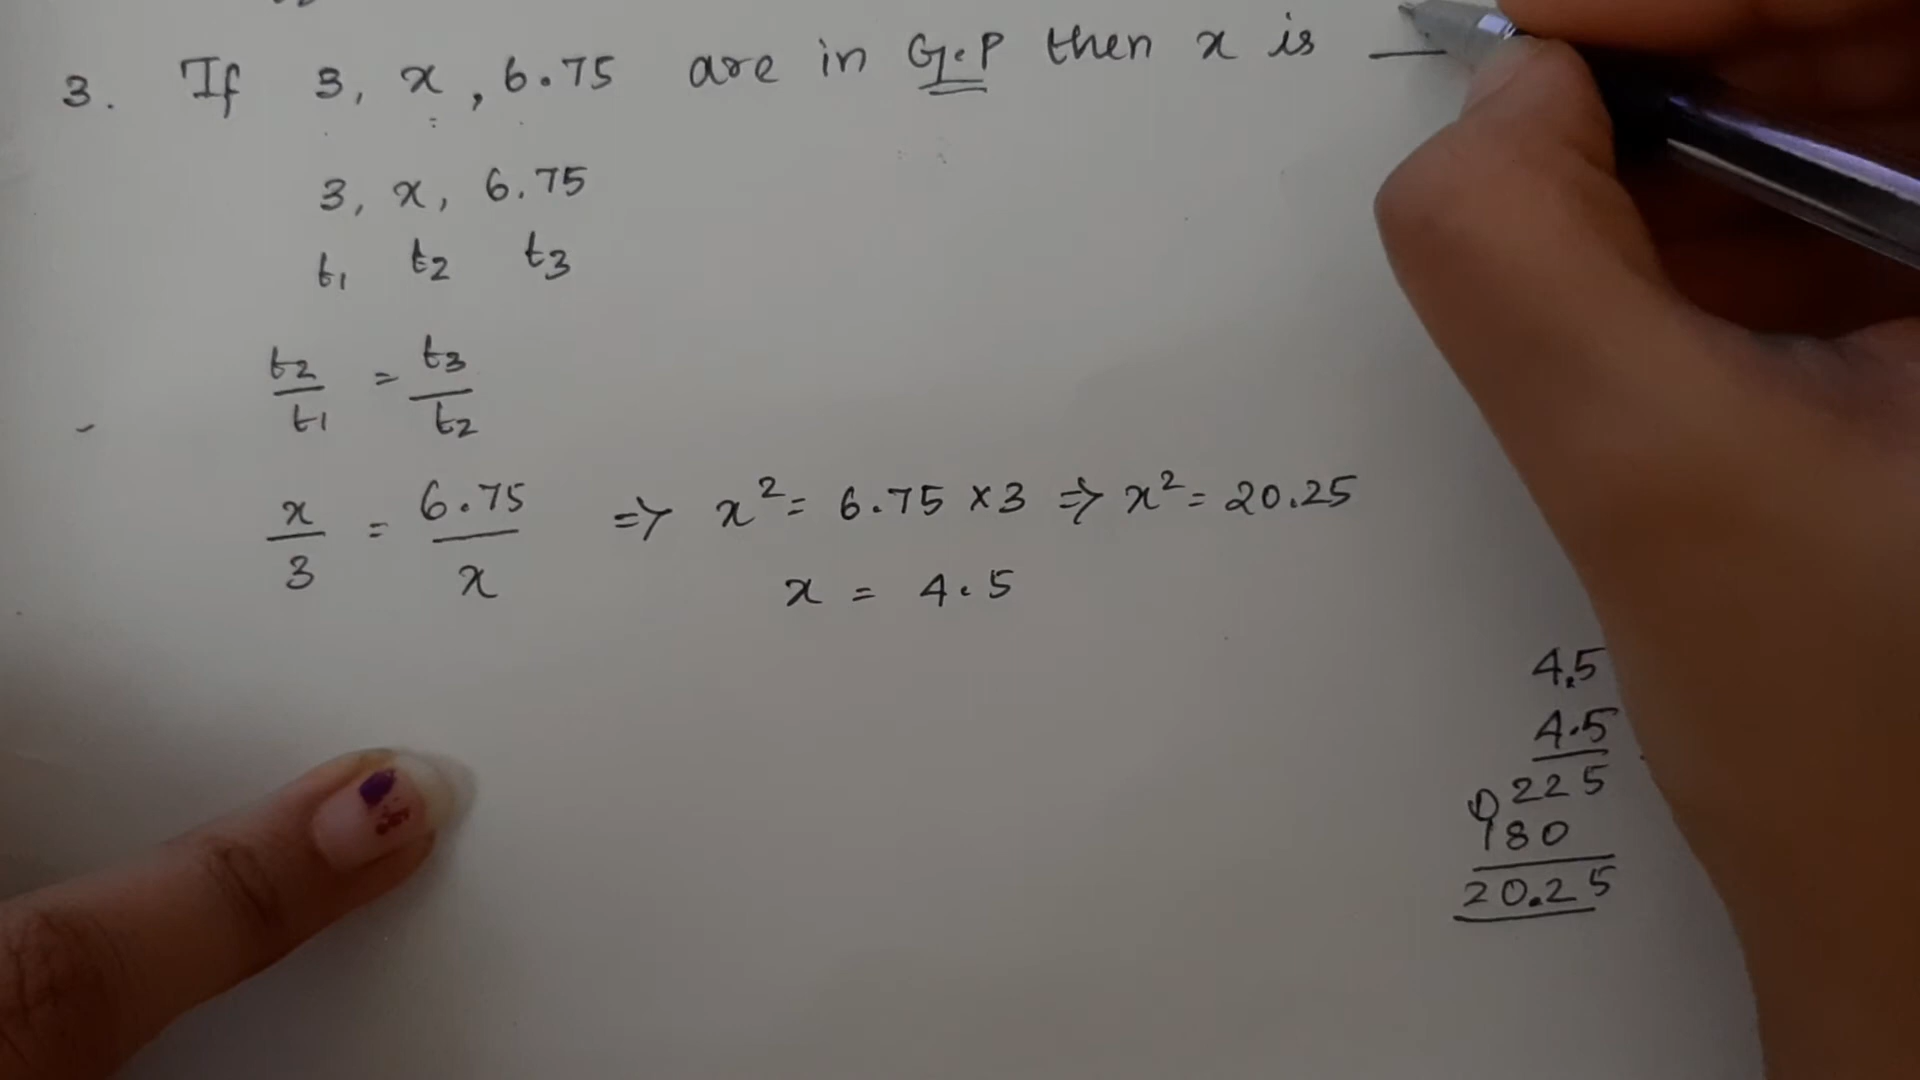 3. If 3, x, 6.75 are in G.P then x is __
3, x, 6.75
t1 t2 t3
t2/t1 = t3/t2
x/3 = 6.75/x => x² = 6.75 x 3 => x² = 20.25
x = 4.5
4.5
4.5
225
180
20.25